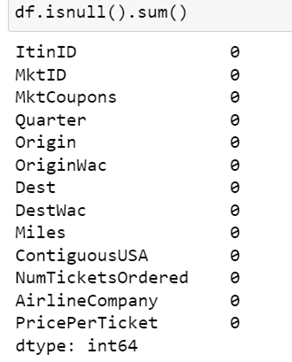 df.isnull().sum()
ItinID 0
MktID 0
MktCoupons 0
Quarter 0
Origin 0
OriginWac 0
Dest 0
DestWac 0
Miles 0
ContiguousUSA 0
NumTicketsOrdered 0
AirlineCompany 0
PricePerTicket 0
dtype: int64